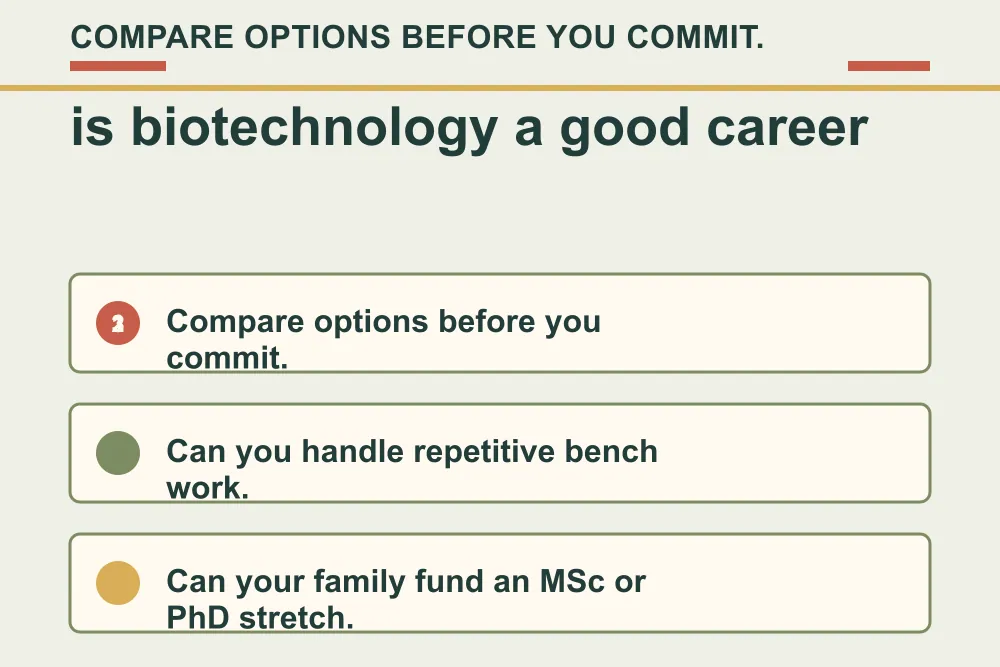 COMPARE OPTIONS BEFORE YOU COMMIT.
is biotechnology a good career
Compare options before you
commit.
Can you handle repetitive bench
work.
Can your family fund an MSc or
PhD stretch.